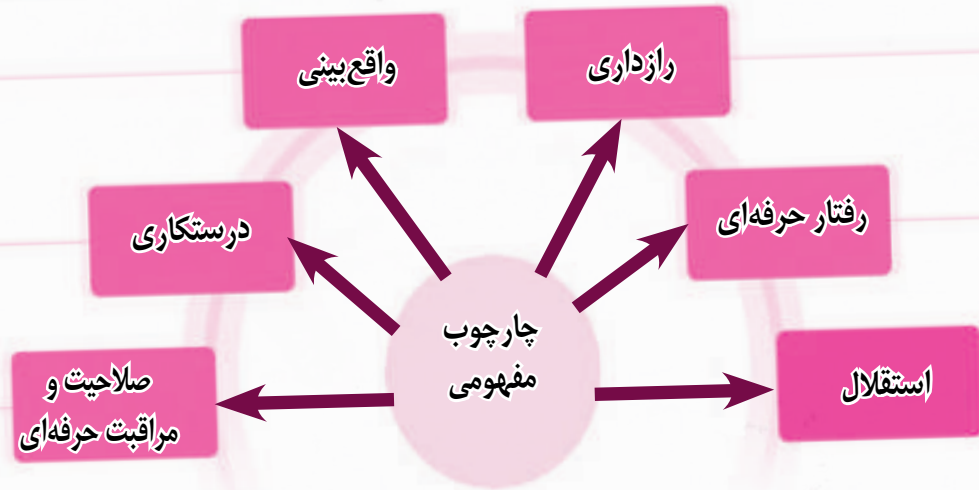 رازداری
واقع‌بینی
رفتار حرفه‌ای
درستکاری
چارچوب
مفهومی
استقلال
صلاحیت و
مراقبت حرفه‌ای